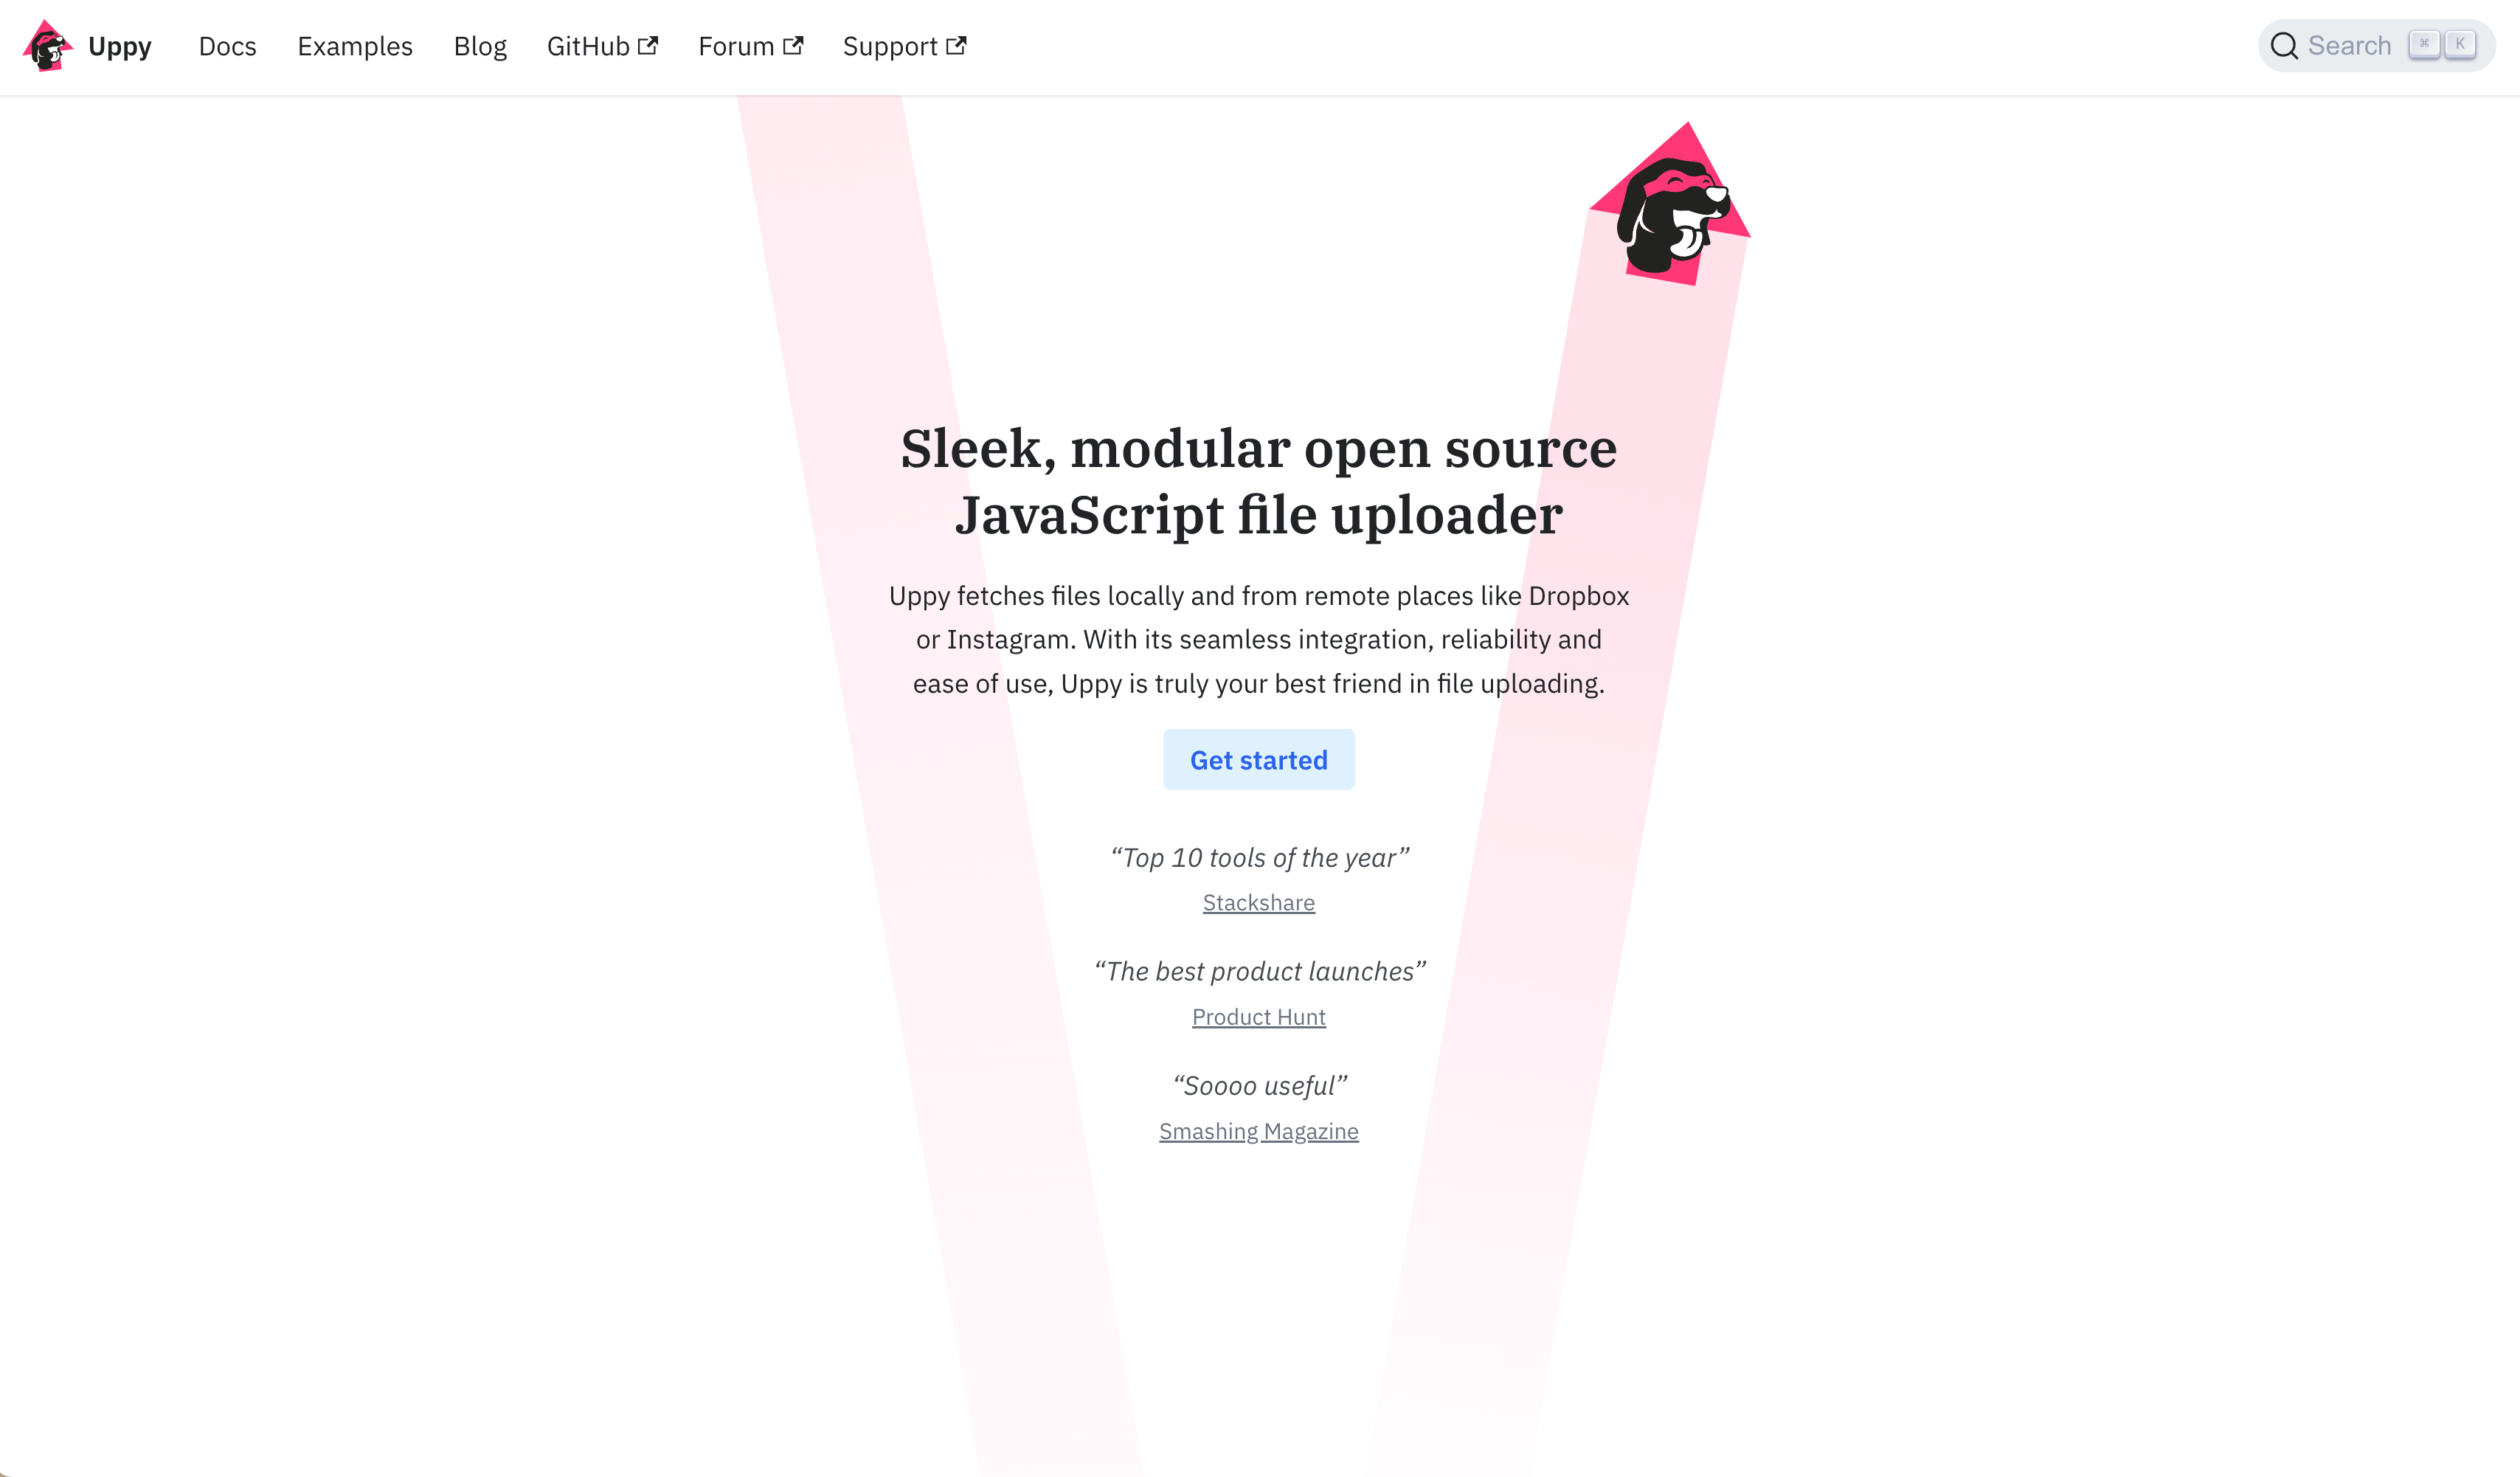 Uppy Docs Examples Blog GitHub Forum Support Search ⌘ K
Sleek, modular open source
JavaScript file uploader
Uppy fetches files locally and from remote places like Dropbox
or Instagram. With its seamless integration, reliability and
ease of use, Uppy is truly your best friend in file uploading.
Get started
“Top 10 tools of the year”
Stackshare
“The best product launches”
Product Hunt
“Soooo useful”
Smashing Magazine